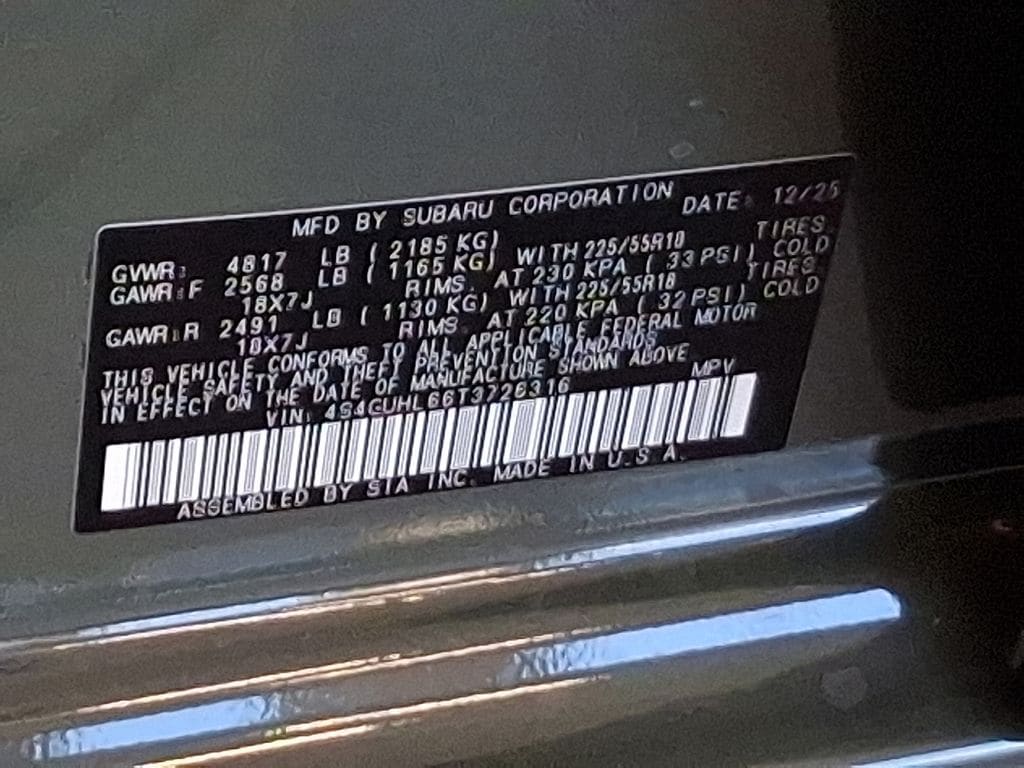 MFD BY SUBARU CORPORATION DATE: 12/25
GVWR: 4817 LB ( 2185 KG)
GAWR:F 2568 LB ( 1165 KG) WITH 225/55R18 TIRES,
18X7J RIMS, AT 230 KPA ( 33 PSI) COLD
GAWR:R 2491 LB ( 1130 KG) WITH 225/55R18 TIRES,
18X7J RIMS, AT 220 KPA ( 32 PSI) COLD
THIS VEHICLE CONFORMS TO ALL APPLICABLE FEDERAL MOTOR
VEHICLE SAFETY AND THEFT PREVENTION STANDARDS
IN EFFECT ON THE DATE OF MANUFACTURE SHOWN ABOVE
VIN: 4S4GUHL66T3726316 MPV
ASSEMBLED BY SIA INC. MADE IN U.S.A.